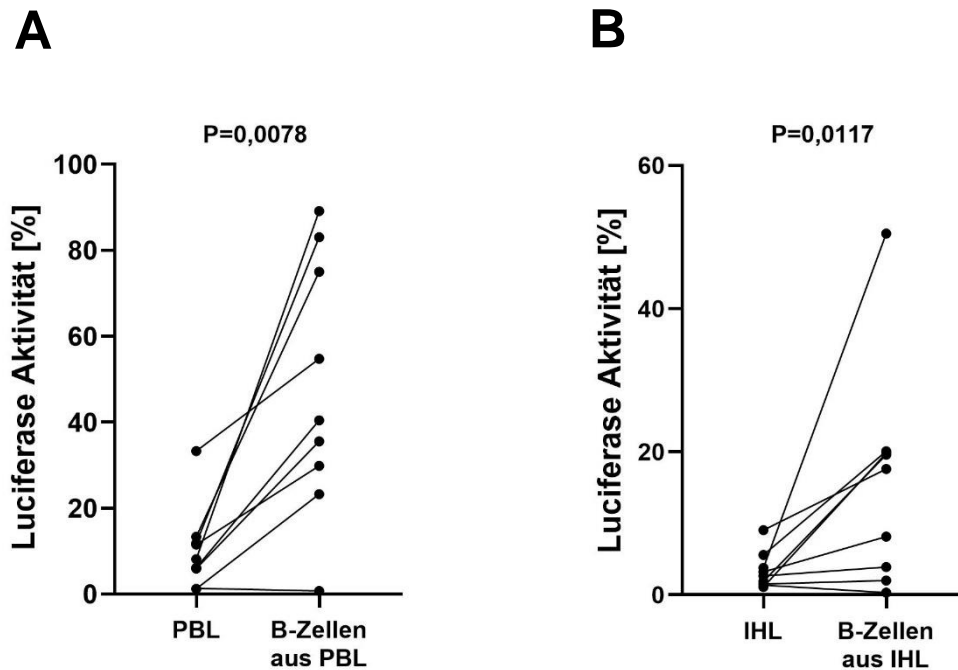 A
P=0,0078
Luciferase Aktivität [%]
100
80
60
40
20
0
PBL
B-Zellen
aus PBL
B
P=0,0117
Luciferase Aktivität [%]
60
40
20
0
IHL
B-Zellen
aus IHL